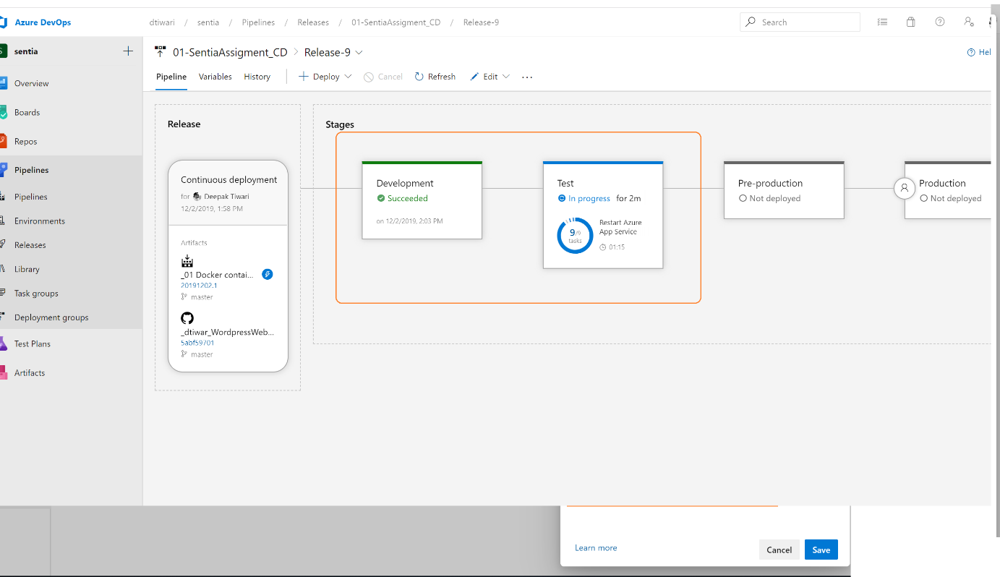 Azure DevOps
dtiwari / sentia / Pipelines / Releases / 01-SentiaAssigment_CD / Release-9
Search
sentia
01-SentiaAssigment_CD > Release-9
Pipeline
Variables
History
Deploy
Cancel
Refresh
Edit
...
Overview
Boards
Repos
Pipelines
Pipelines
Environments
Releases
Library
Task groups
Deployment groups
Test Plans
Artifacts
Release
Continuous deployment
for Deepak Tiwari
12/2/2019, 1:58 PM
Artifacts
_01 Docker contai...
20191202.1
master
_dtiwar_WordpressWeb...
5abf59701
master
Stages
Development
Succeeded
on 12/2/2019, 2:03 PM
Test
In progress for 2m
9/9
tasks
Restart Azure
App Service
01:15
Pre-production
Not deployed
Production
Not deployed
Learn more
Cancel
Save